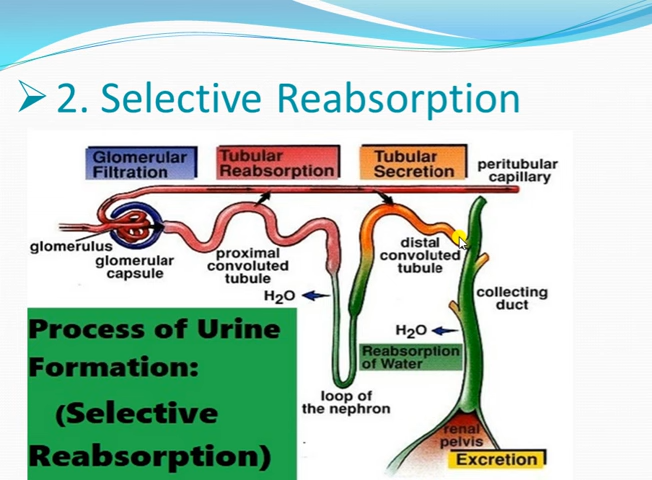 2. Selective Reabsorption
Glomerular
Filtration
Tubular
Reabsorption
Tubular
Secretion
peritubular
capillary
glomerulus
glomerular
capsule
proximal
convoluted
tubule
distal
convoluted
tubule
H₂O
collecting
duct
H₂O
Reabsorption
of Water
loop of
the nephron
renal
pelvis
Excretion
Process of Urine
Formation:
(Selective
Reabsorption)